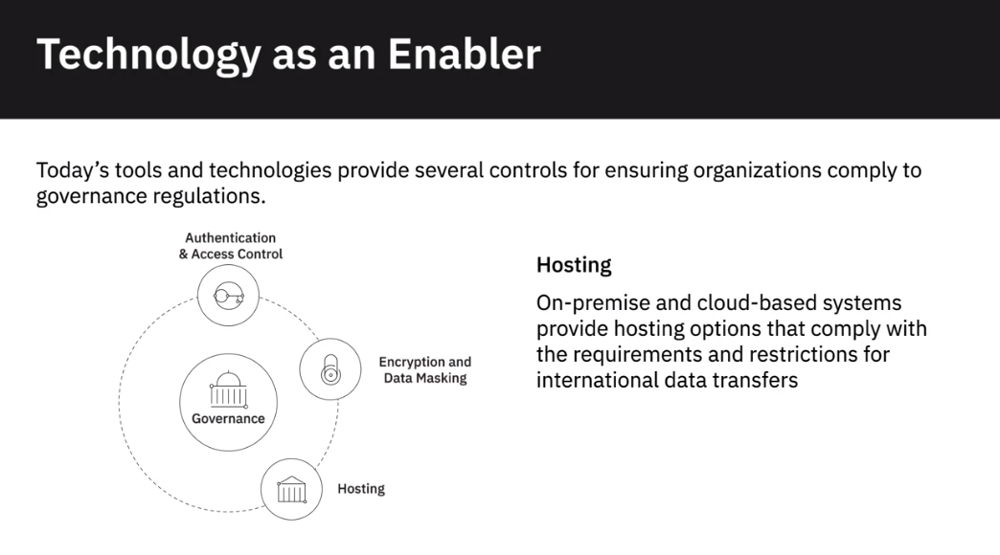 Technology as an Enabler
Today's tools and technologies provide several controls for ensuring organizations comply to
governance regulations.
Authentication
& Access Control
Encryption and
Data Masking
Governance
Hosting
Hosting
On-premise and cloud-based systems
provide hosting options that comply with
the requirements and restrictions for
international data transfers